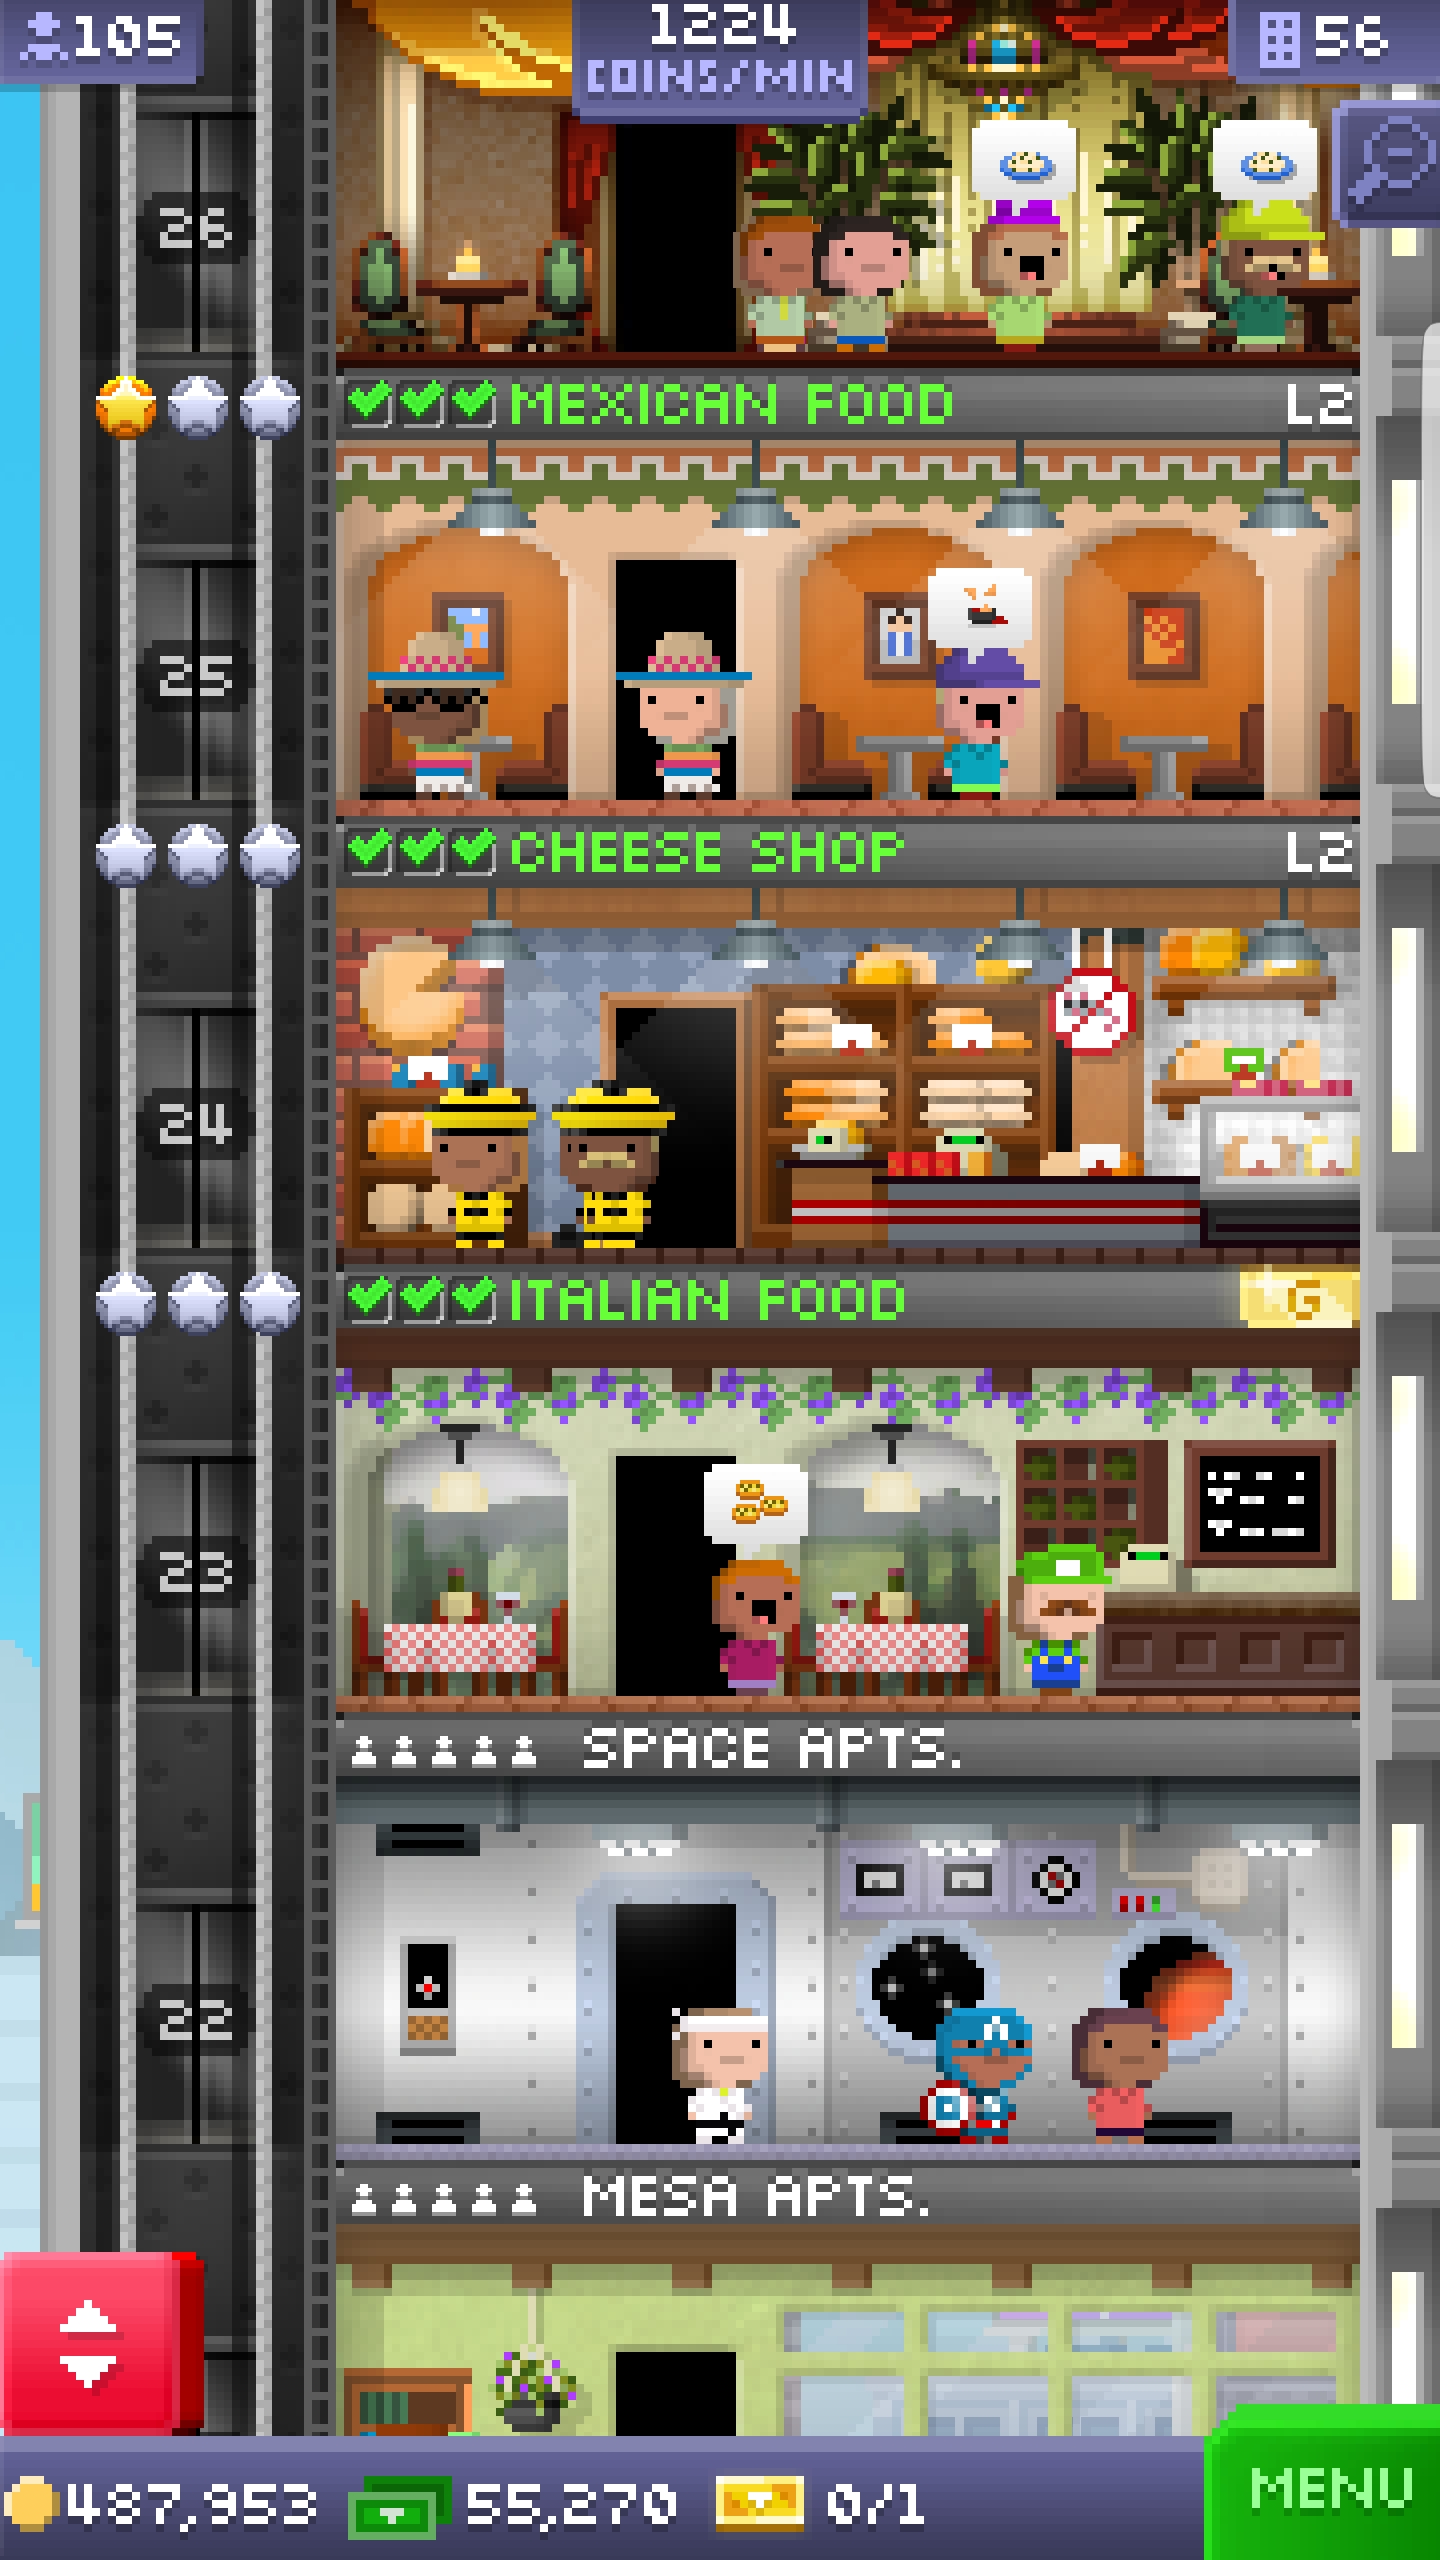 105
1224
COINS/MIN
56
26
MEXICAN FOOD L2
25
CHEESE SHOP L2
24
ITALIAN FOOD G
23
SPACE APTS.
22
MESA APTS.
487,953 55,270 0/1
MENU